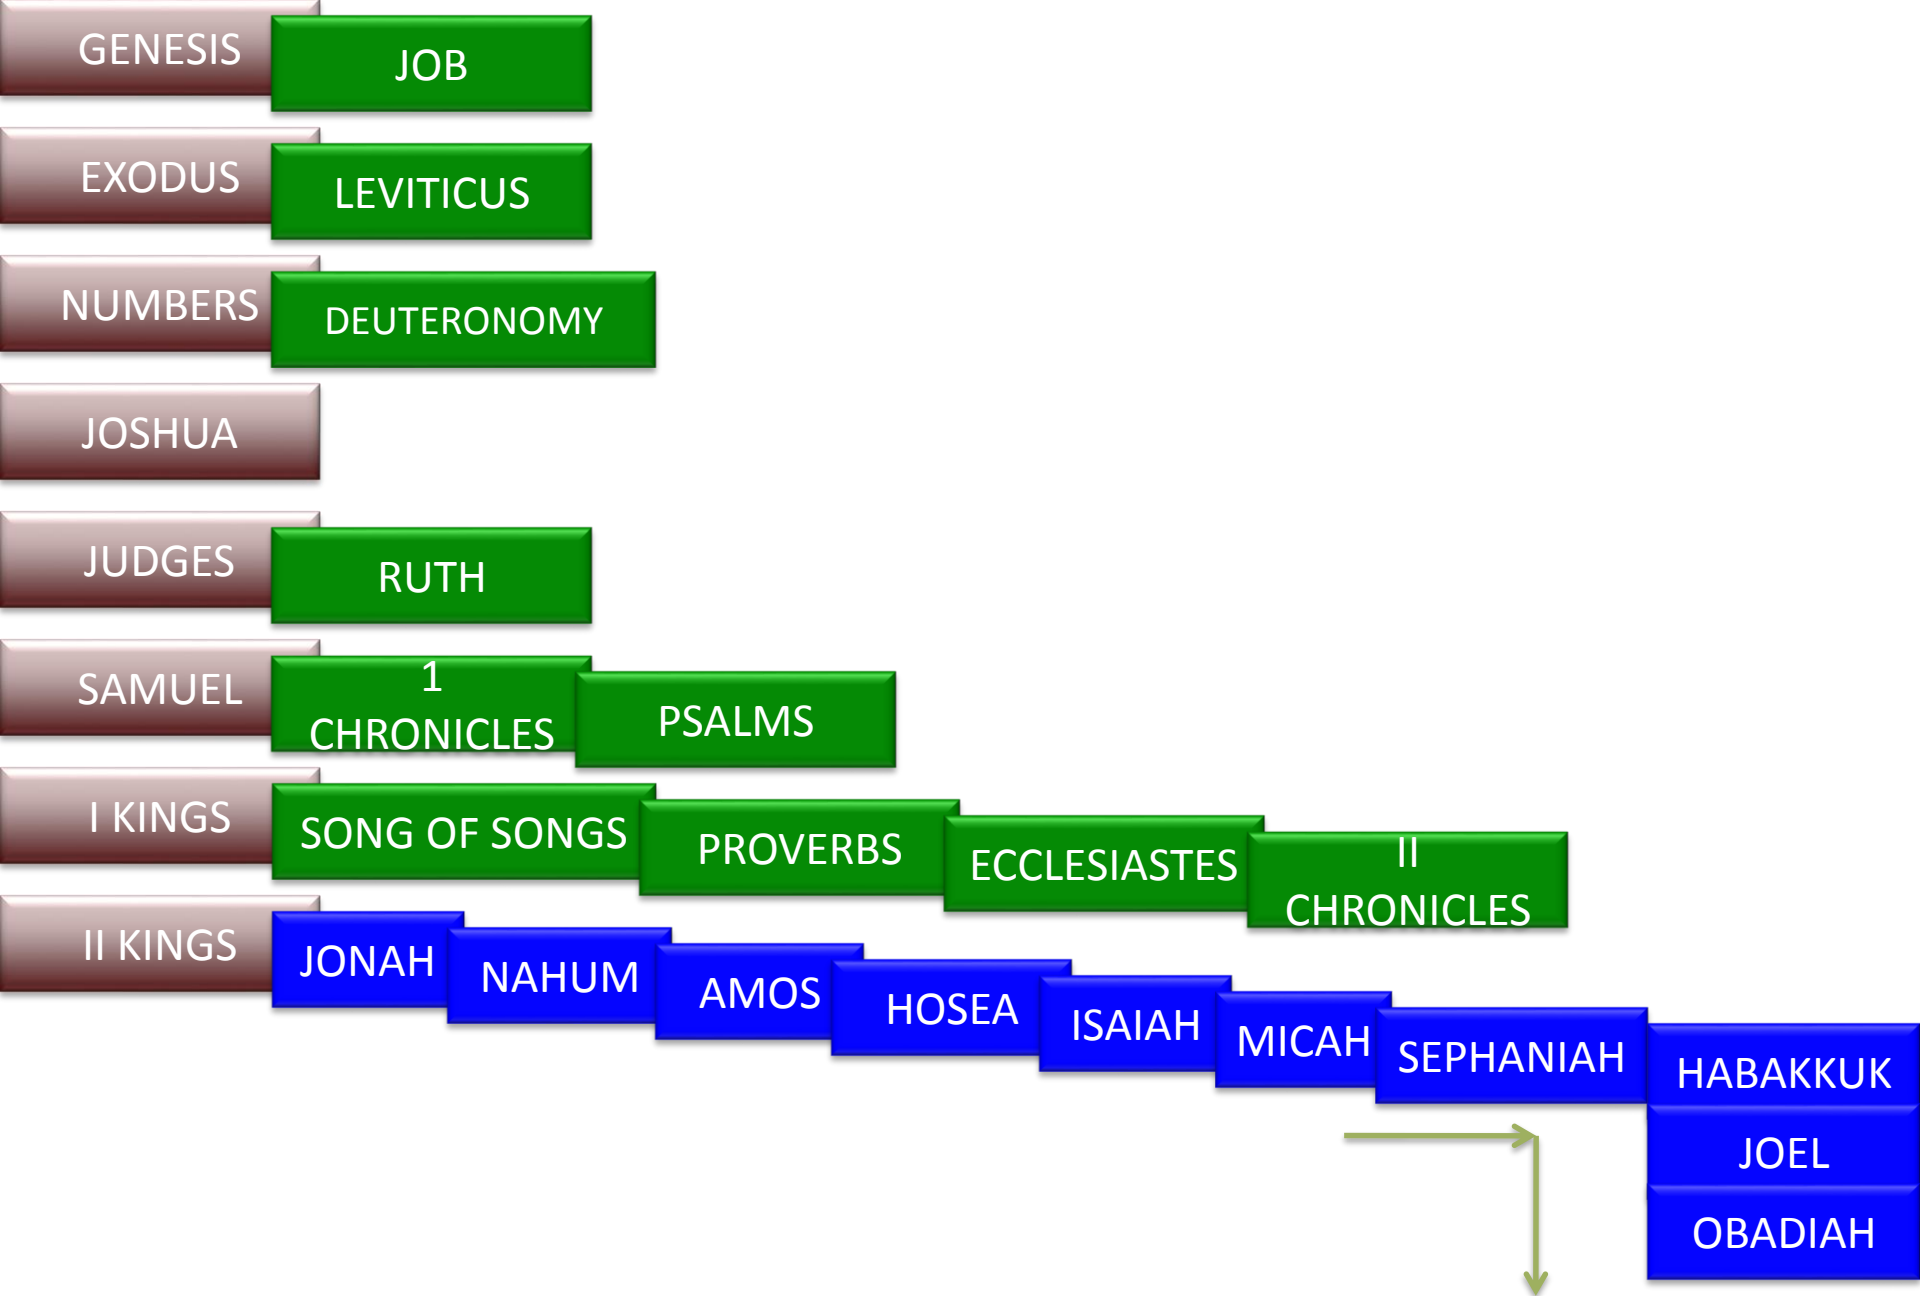 GENESIS
JOB
EXODUS
LEVITICUS
NUMBERS
DEUTERONOMY
JOSHUA
JUDGES
RUTH
SAMUEL
1
CHRONICLES
PSALMS
I KINGS
SONG OF SONGS
PROVERBS
ECCLESIASTES
II
CHRONICLES
II KINGS
JONAH
NAHUM
AMOS
HOSEA
ISAIAH
MICAH
SEPHANIAH
HABAKKUK
JOEL
OBADIAH